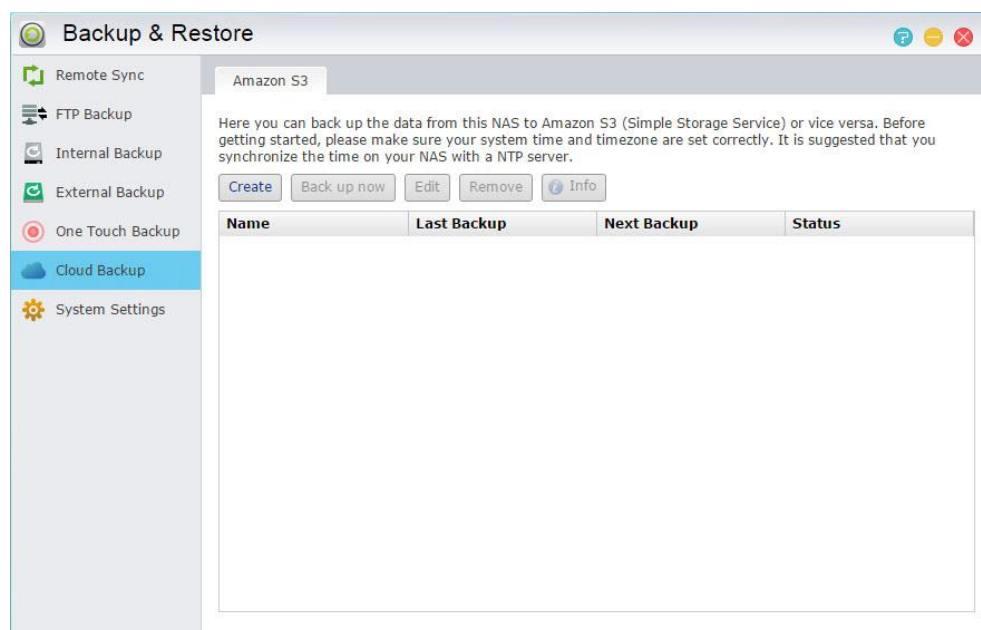 Backup & Restore
Remote Sync
FTP Backup
Internal Backup
External Backup
One Touch Backup
Cloud Backup
System Settings
Amazon S3
Here you can back up the data from this NAS to Amazon S3 (Simple Storage Service) or vice versa. Before
getting started, please make sure your system time and timezone are set correctly. It is suggested that you
synchronize the time on your NAS with a NTP server.
Create Back up now Edit Remove Info
Name Last Backup Next Backup Status